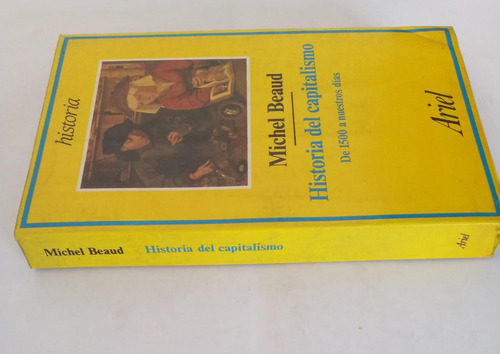 historia
Michel Beaud
Historia del capitalismo
De 1500 a nuestros días
Ariel
Michel Beaud Historia del capitalismo Ariel